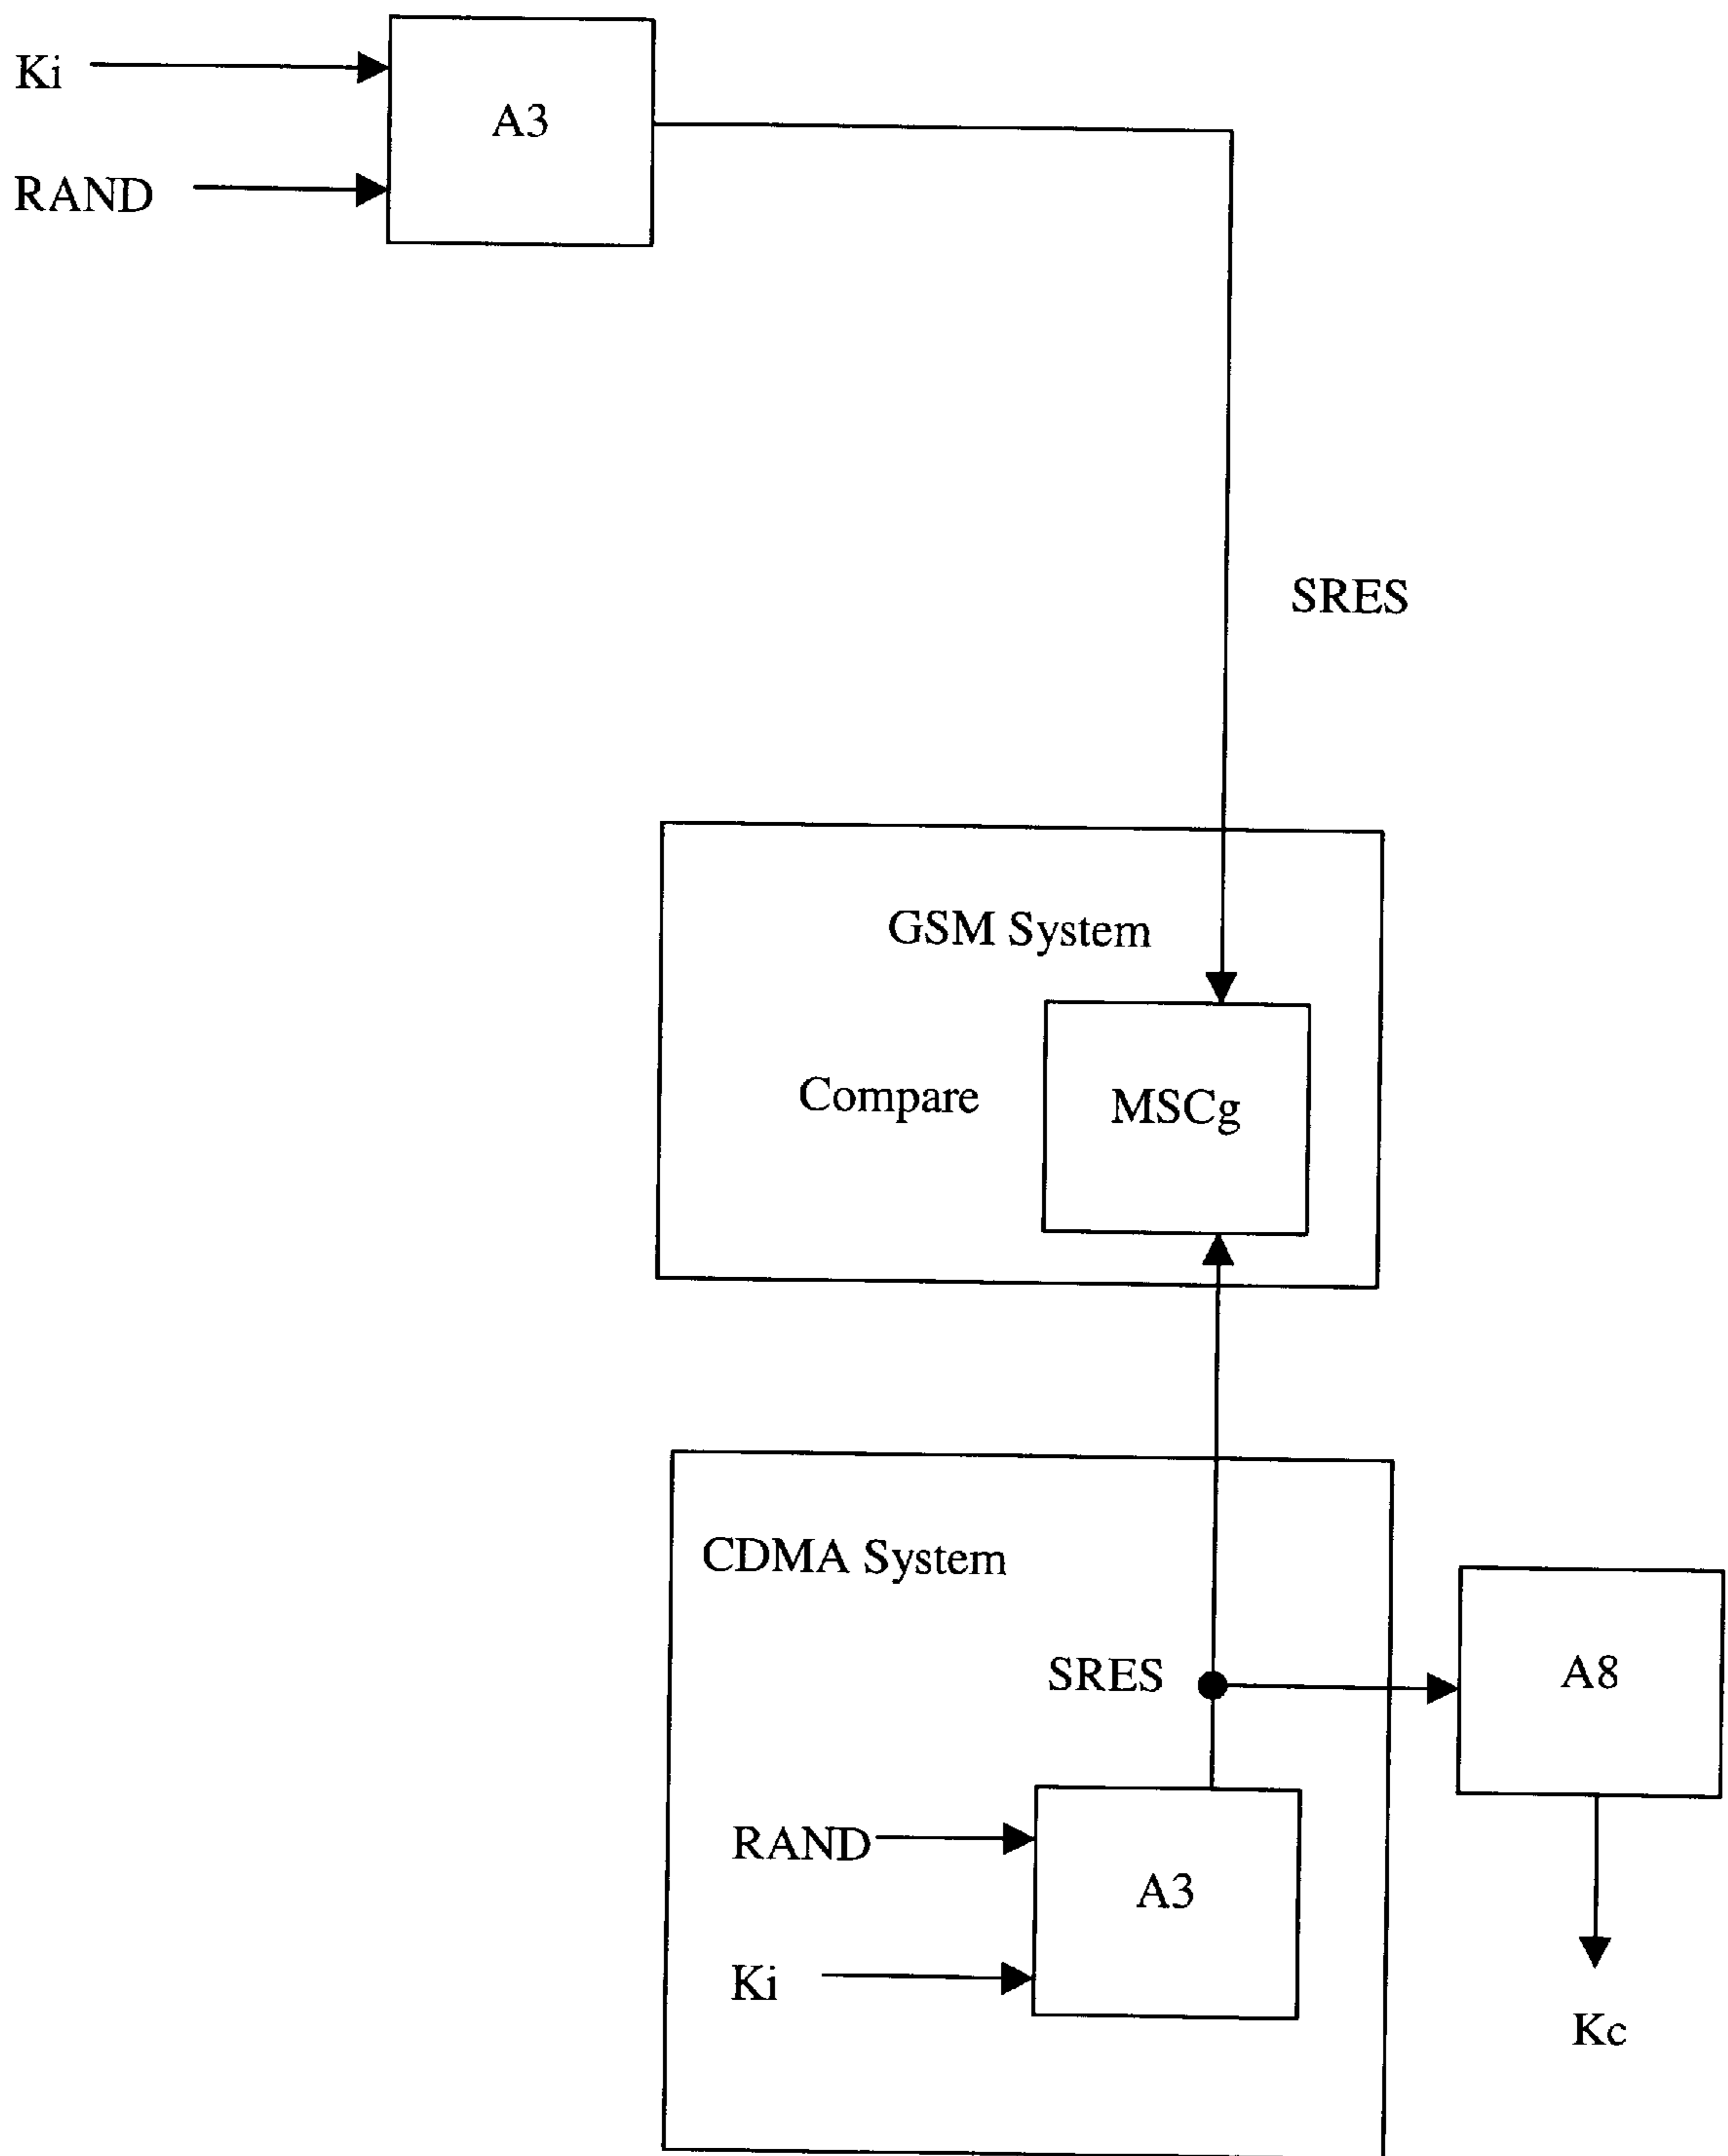 Ki
A3
RAND
SRES
GSM System
Compare
MSCg
CDMA System
SRES
A8
RAND
A3
Ki
Kc